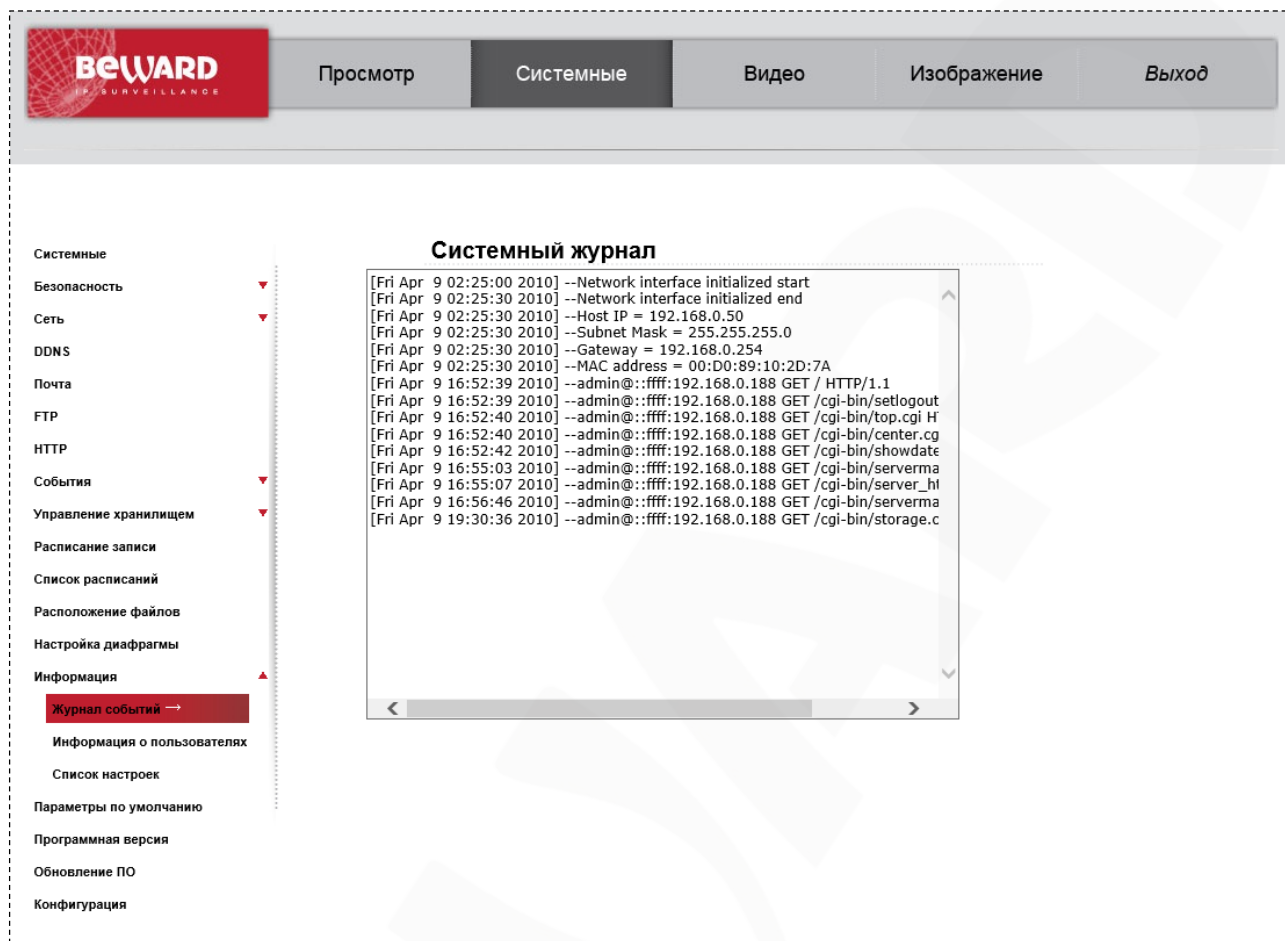 BEWARD
IP SURVEILLANCE
Просмотр
Системные
Видео
Изображение
Выход
Системные
Безопасность
Сеть
DDNS
Почта
FTP
HTTP
События
Управление хранилищем
Расписание записи
Список расписаний
Расположение файлов
Настройка диафрагмы
Информация
Журнал событий →
Информация о пользователях
Список настроек
Параметры по умолчанию
Программная версия
Обновление ПО
Конфигурация
Системный журнал
[Fri Apr 9 02:25:00 2010] --Network interface initialized start
[Fri Apr 9 02:25:30 2010] --Network interface initialized end
[Fri Apr 9 02:25:30 2010] --Host IP = 192.168.0.50
[Fri Apr 9 02:25:30 2010] --Subnet Mask = 255.255.255.0
[Fri Apr 9 02:25:30 2010] --Gateway = 192.168.0.254
[Fri Apr 9 02:25:30 2010] --MAC address = 00:D0:89:10:2D:7A
[Fri Apr 9 16:52:39 2010] --admin@::ffff:192.168.0.188 GET / HTTP/1.1
[Fri Apr 9 16:52:39 2010] --admin@::ffff:192.168.0.188 GET /cgi-bin/setlogout
[Fri Apr 9 16:52:40 2010] --admin@::ffff:192.168.0.188 GET /cgi-bin/top.cgi H
[Fri Apr 9 16:52:40 2010] --admin@::ffff:192.168.0.188 GET /cgi-bin/center.cg
[Fri Apr 9 16:52:42 2010] --admin@::ffff:192.168.0.188 GET /cgi-bin/showdate
[Fri Apr 9 16:55:03 2010] --admin@::ffff:192.168.0.188 GET /cgi-bin/serverma
[Fri Apr 9 16:55:07 2010] --admin@::ffff:192.168.0.188 GET /cgi-bin/server_ht
[Fri Apr 9 16:56:46 2010] --admin@::ffff:192.168.0.188 GET /cgi-bin/serverma
[Fri Apr 9 19:30:36 2010] --admin@::ffff:192.168.0.188 GET /cgi-bin/storage.c